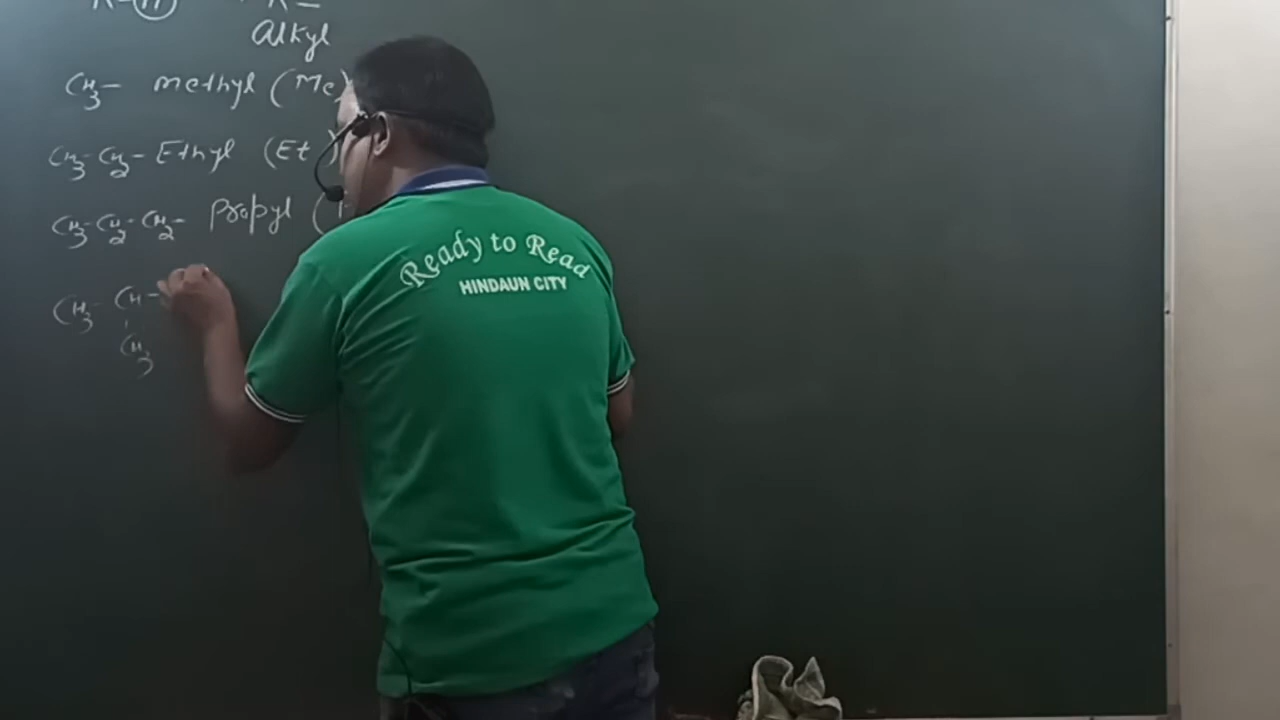 R-H R-
Alkyl
CH3- Methyl (Me)
CH3-CH2- Ethyl (Et)
CH3-CH2-CH2- Propyl (
CH3-CH-
CH3
Ready to Read
HINDAUN CITY